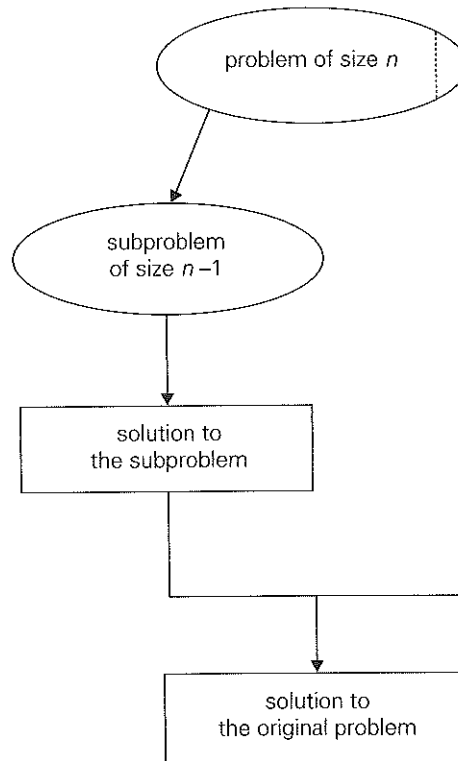 problem of size n
subproblem
of size n–1
solution to
the subproblem
solution to
the original problem